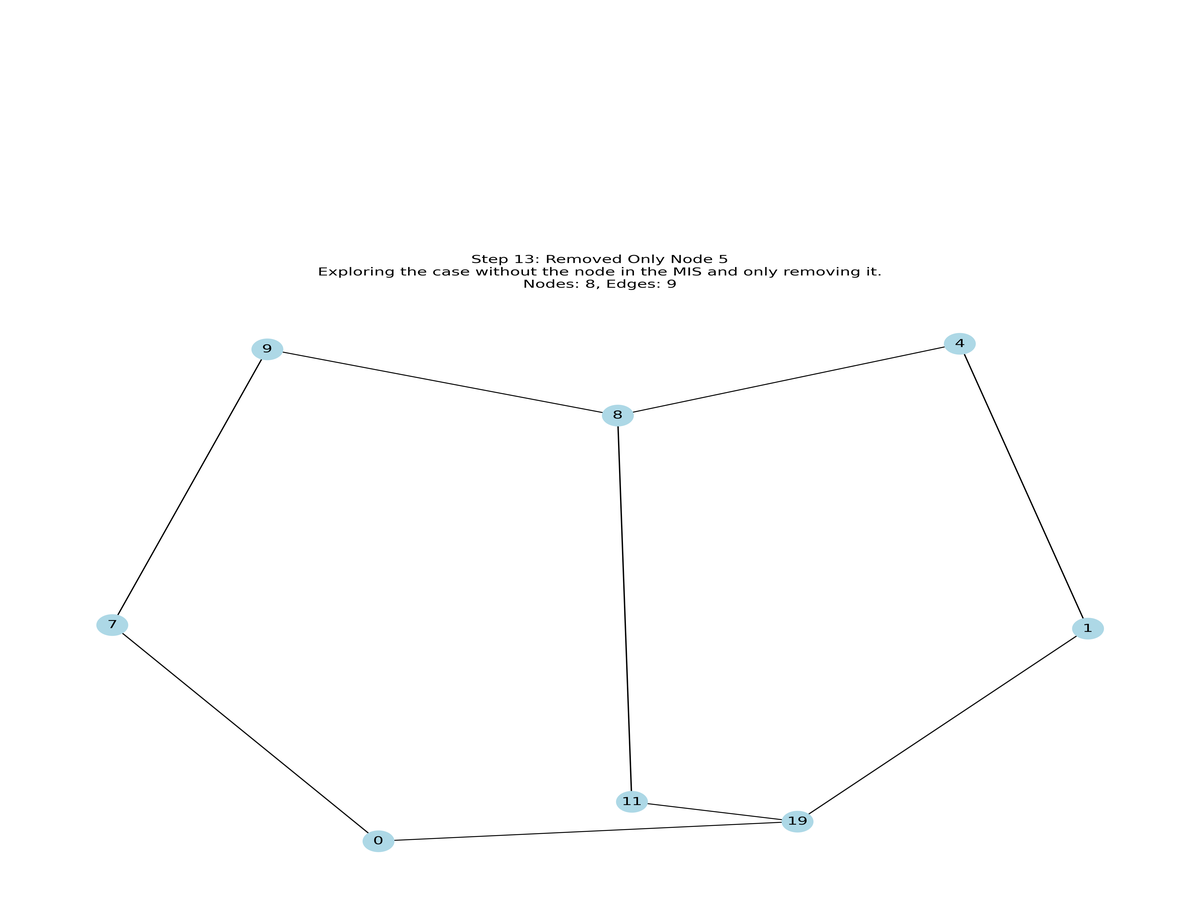 Step 13: Removed Only Node 5
Exploring the case without the node in the MIS and only removing it.
Nodes: 8, Edges: 9
4
9
8
7
1
11
19
0